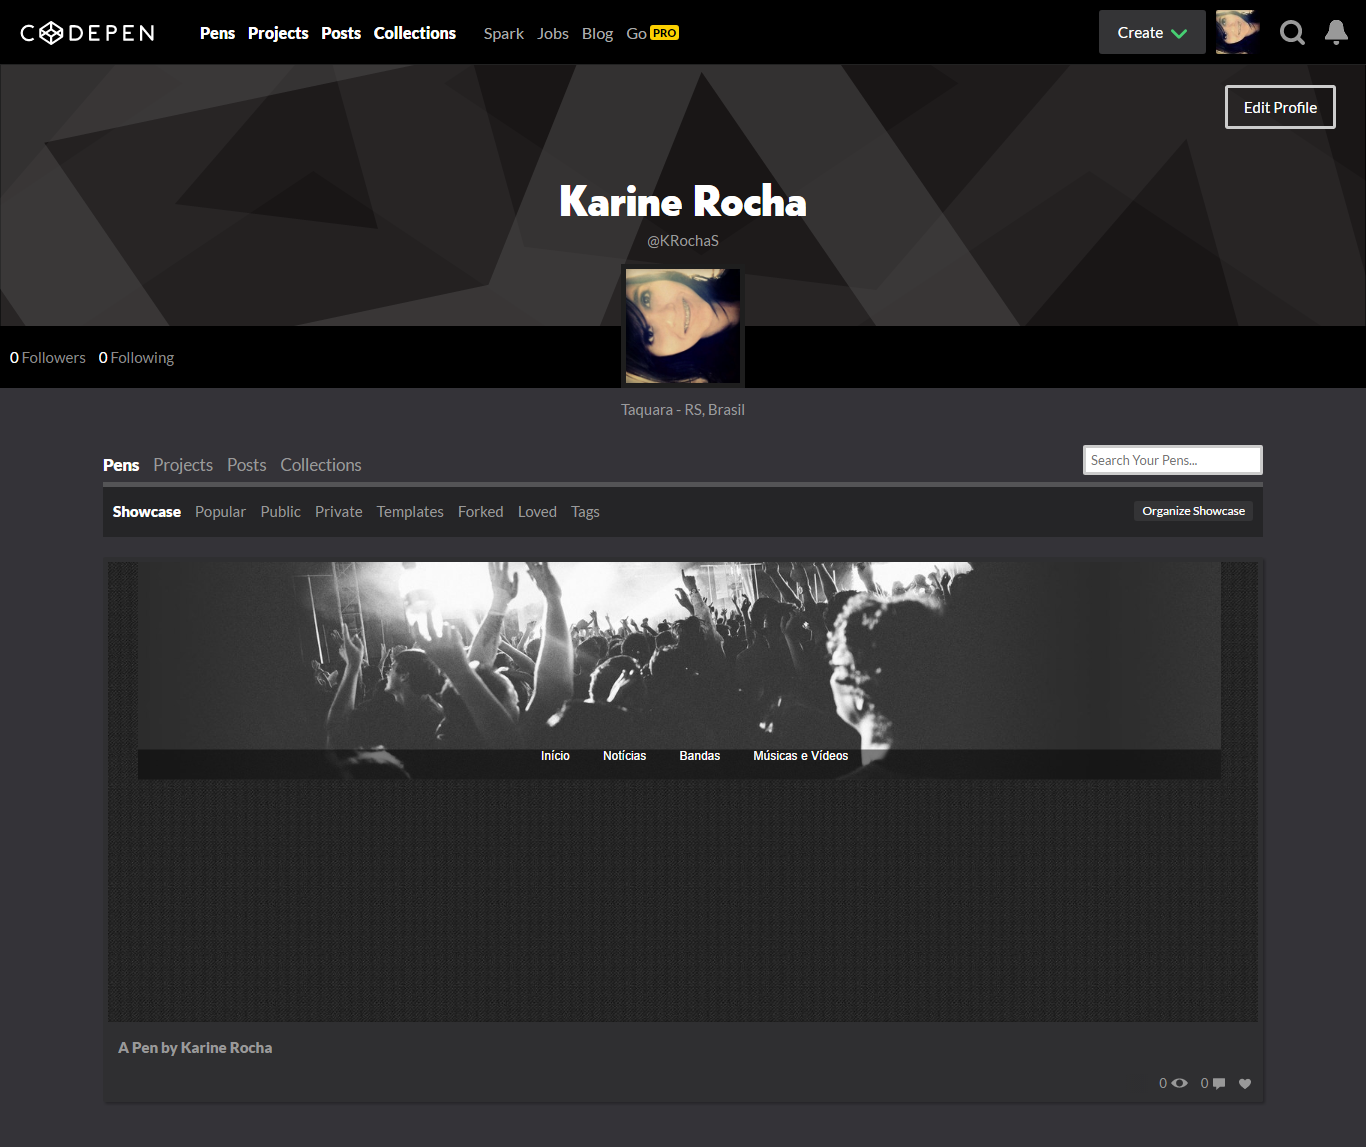 CODEPEN Pens Projects Posts Collections Spark Jobs Blog Go PRO Create
Edit Profile
Karine Rocha
@KRochaS
0 Followers 0 Following
Taquara - RS, Brasil
Pens Projects Posts Collections Search Your Pens...
Showcase Popular Public Private Templates Forked Loved Tags Organize Showcase
Início Notícias Bandas Músicas e Vídeos
A Pen by Karine Rocha
0 0